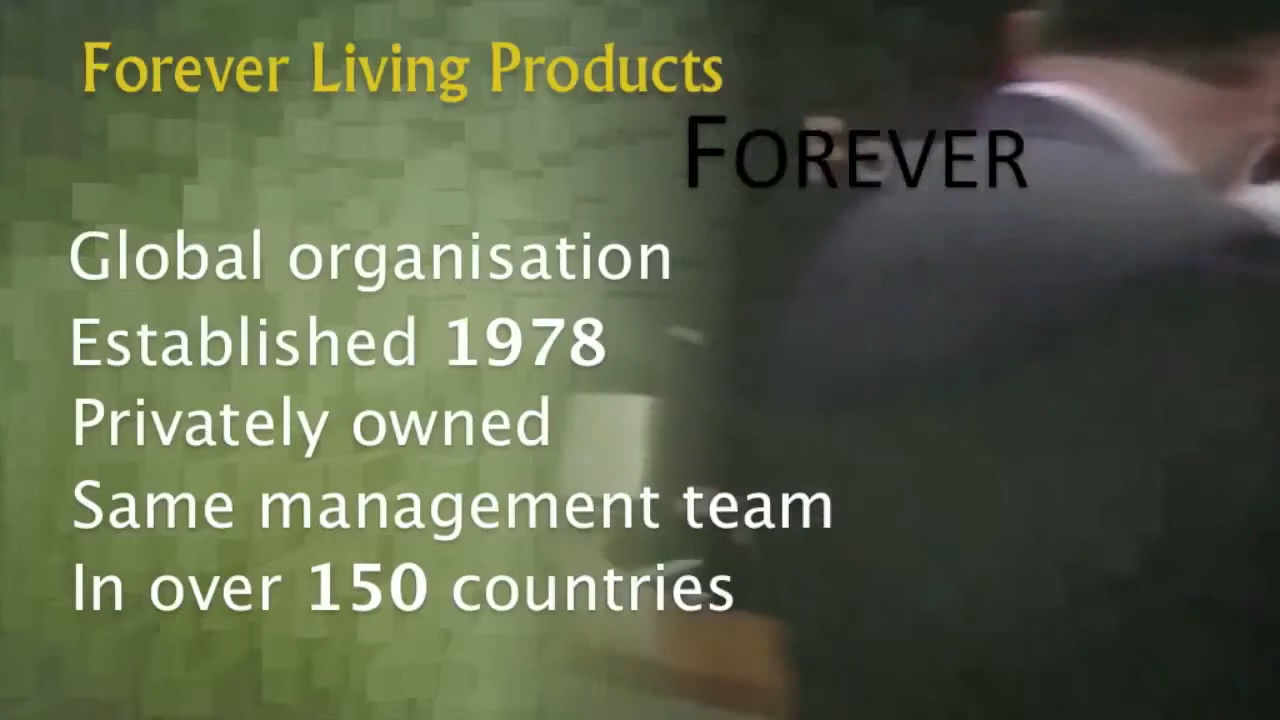 Forever Living Products
FOREVER
Global organisation
Established 1978
Privately owned
Same management team
In over 150 countries